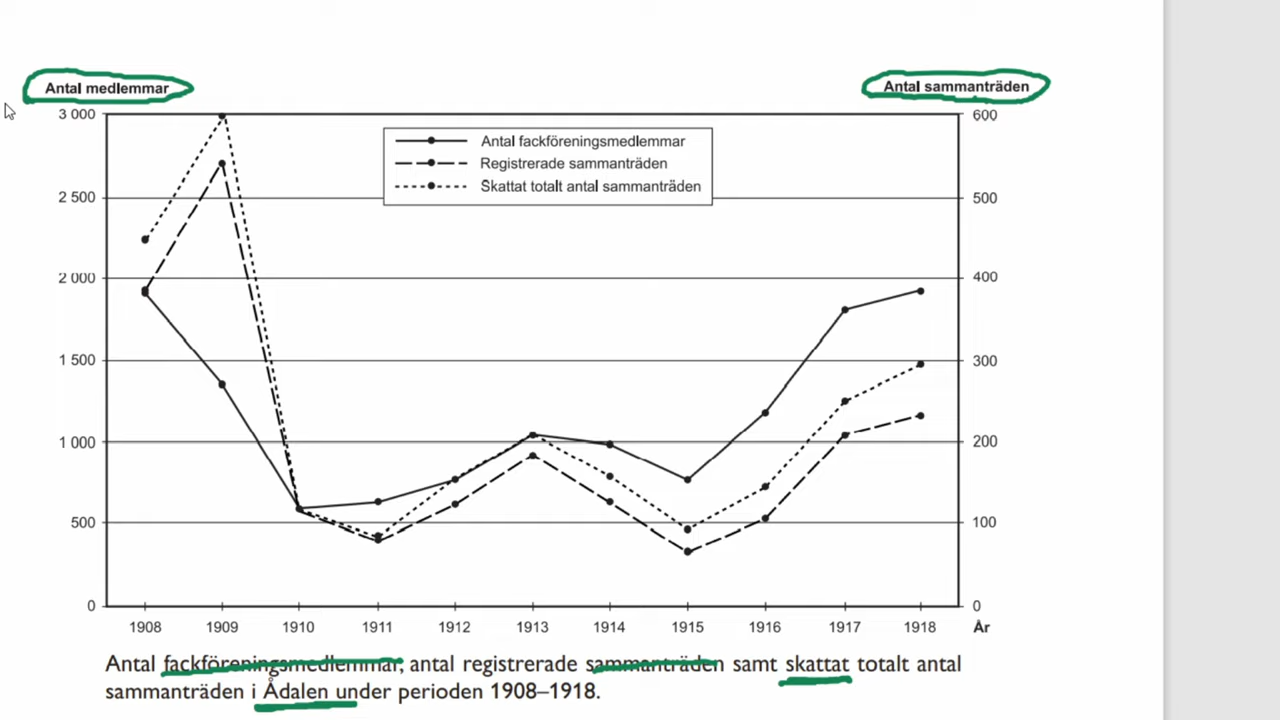 Antal medlemmar
Antal sammanträden
3 000
600
Antal fackföreningsmedlemmar
Registrerade sammanträden
Skattat totalt antal sammanträden
2 500
500
2 000
400
1 500
300
1 000
200
500
100
0
0
1908 1909 1910 1911 1912 1913 1914 1915 1916 1917 1918 År
Antal fackföreningsmedlemmar, antal registrerade sammanträden samt skattat totalt antal
sammanträden i Ådalen under perioden 1908–1918.